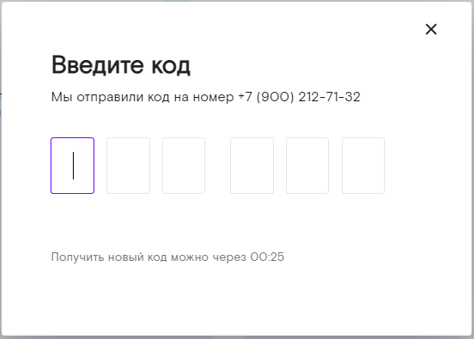 Введите код
Мы отправили код на номер +7 (900) 212-71-32
Получить новый код можно через 00:25